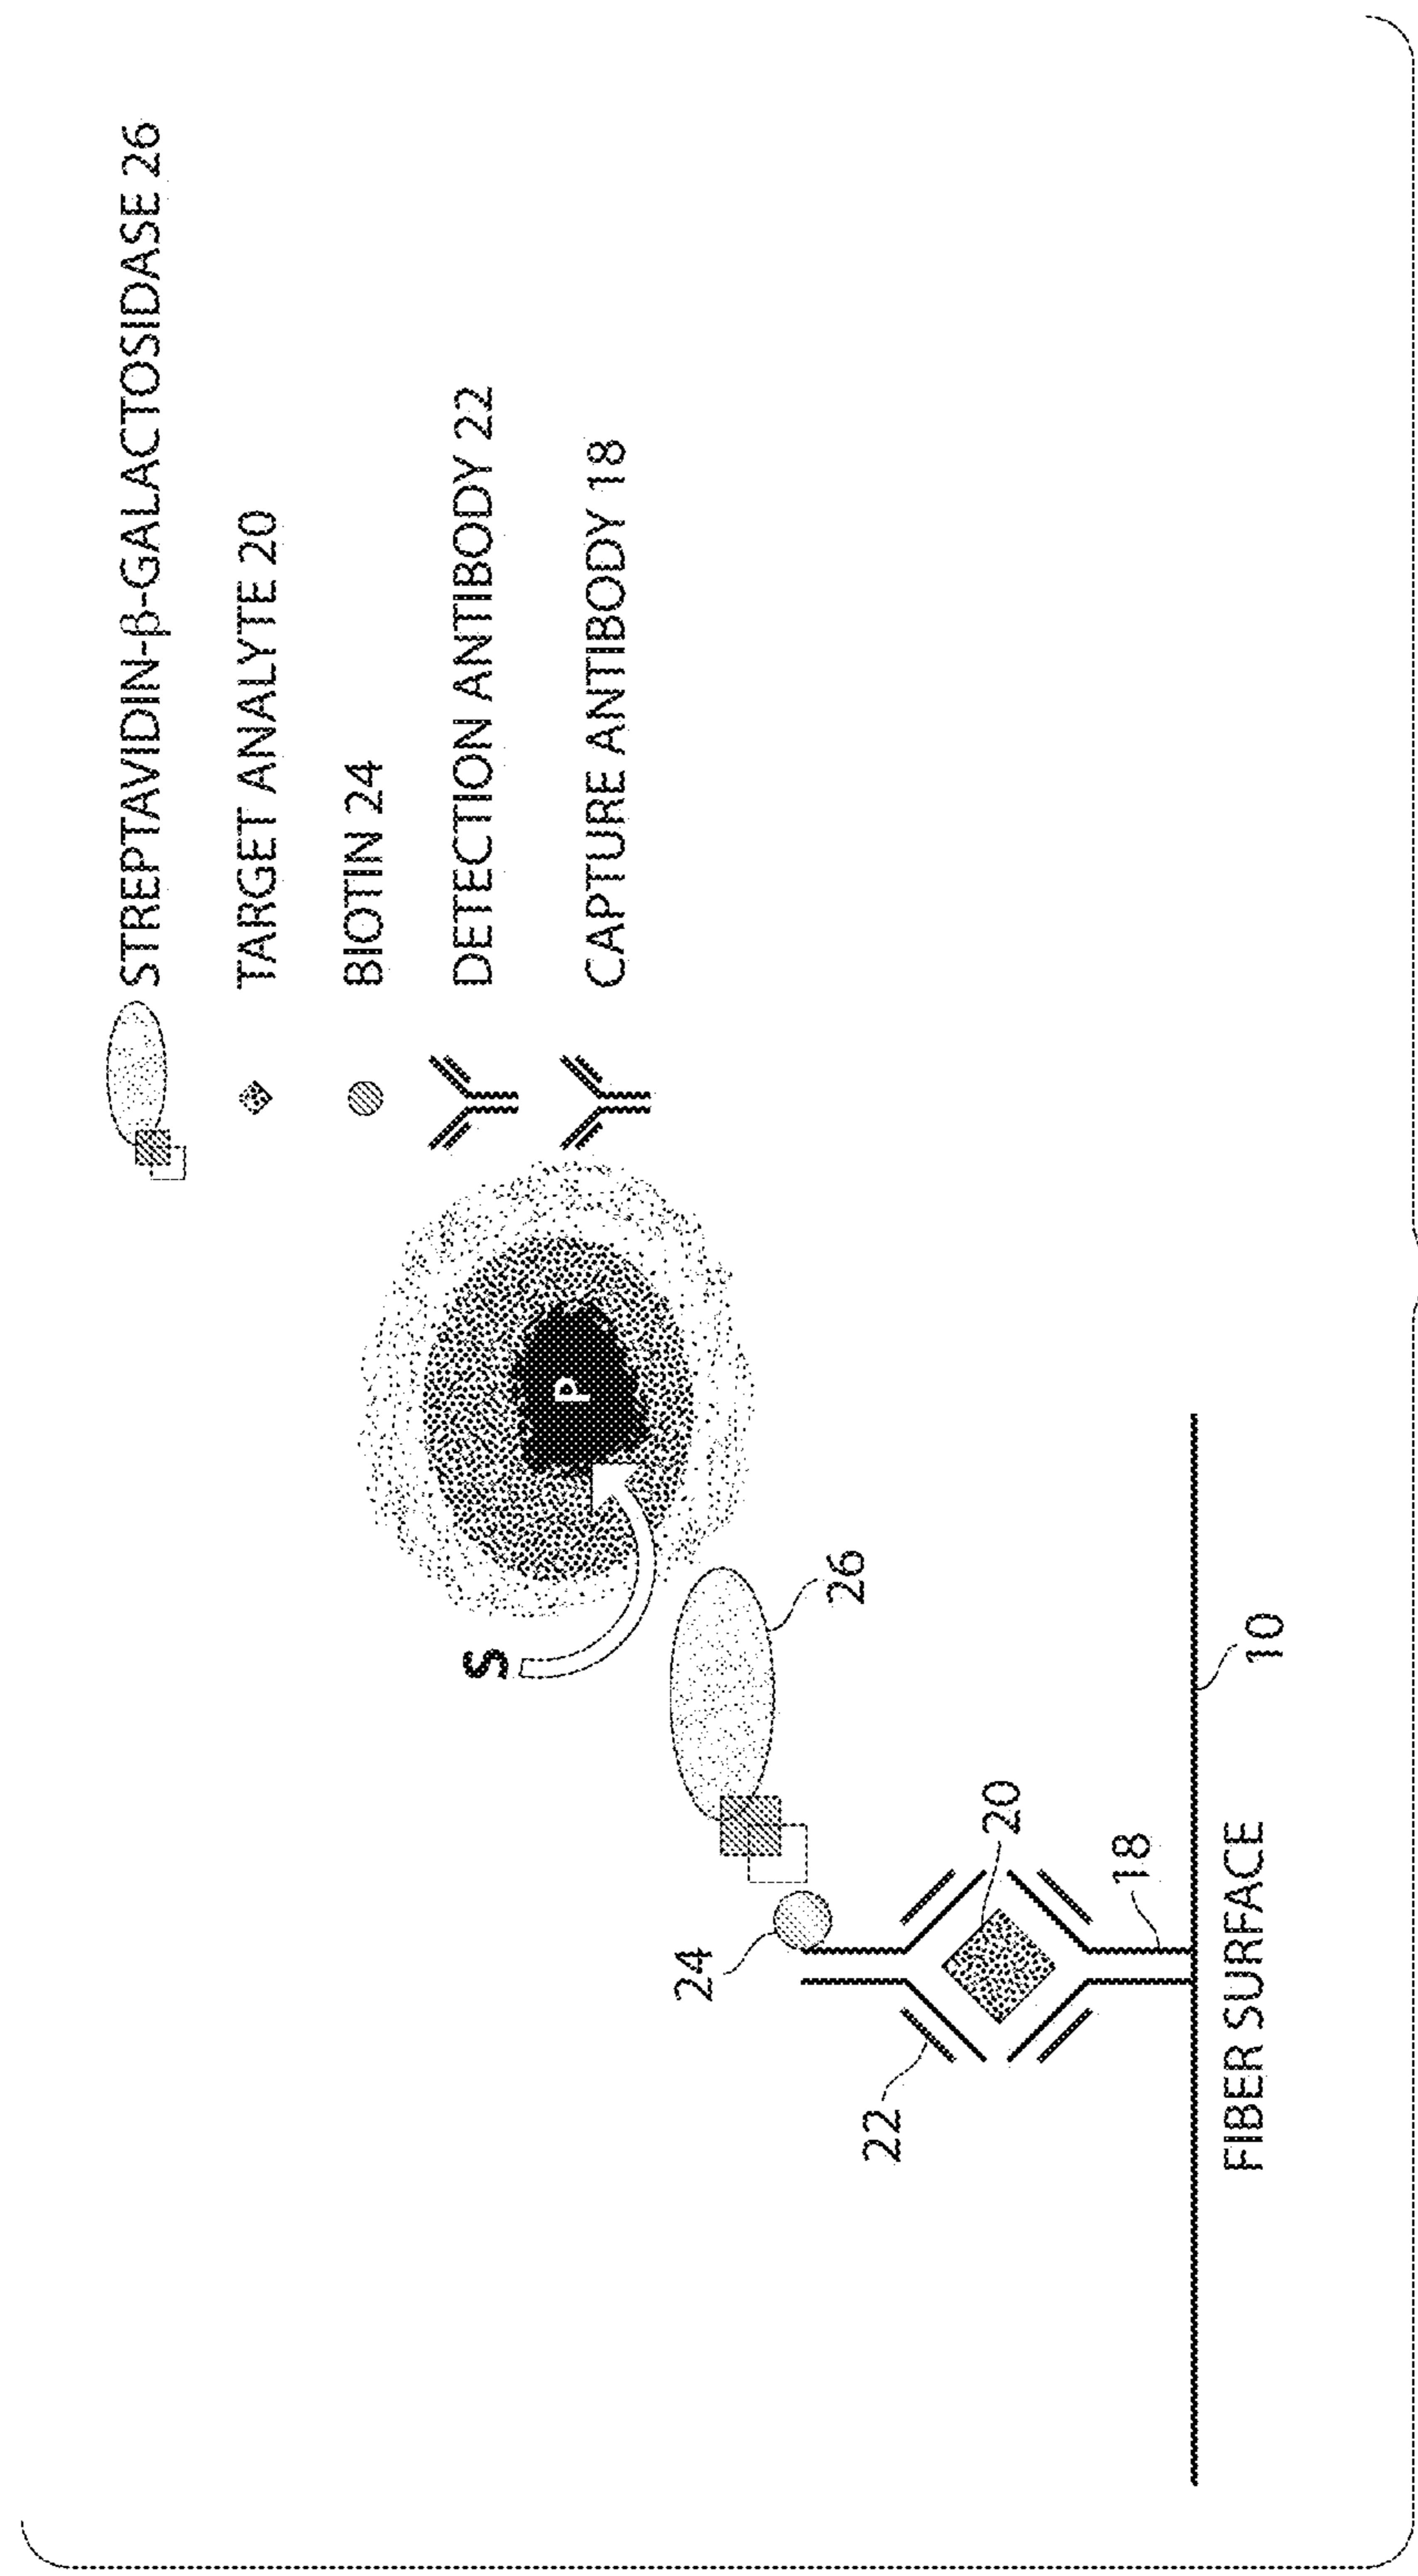 STREPTAVIDIN-β-GALACTOSIDASE 26
TARGET ANALYTE 20
BIOTIN 24
DETECTION ANTIBODY 22
CAPTURE ANTIBODY 18
S
P
24
26
22
20
18
10
FIBER SURFACE